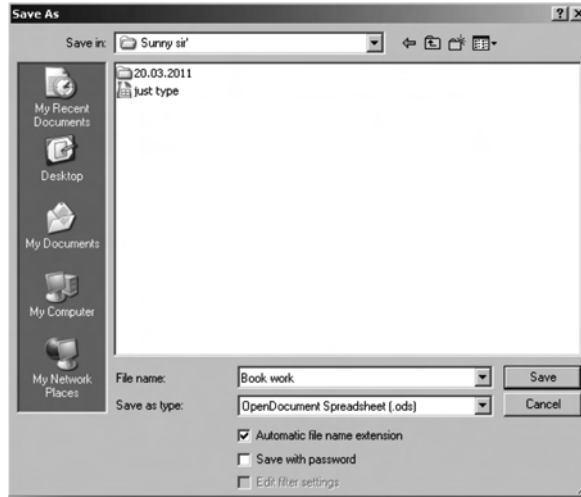 Save As
Save in: Sunny sir'
20.03.2011
just type
My Recent
Documents
Desktop
My Documents
My Computer
My Network
Places
File name: Book work Save
Save as type: OpenDocument Spreadsheet (.ods) Cancel
Automatic file name extension
Save with password
Edit filter settings